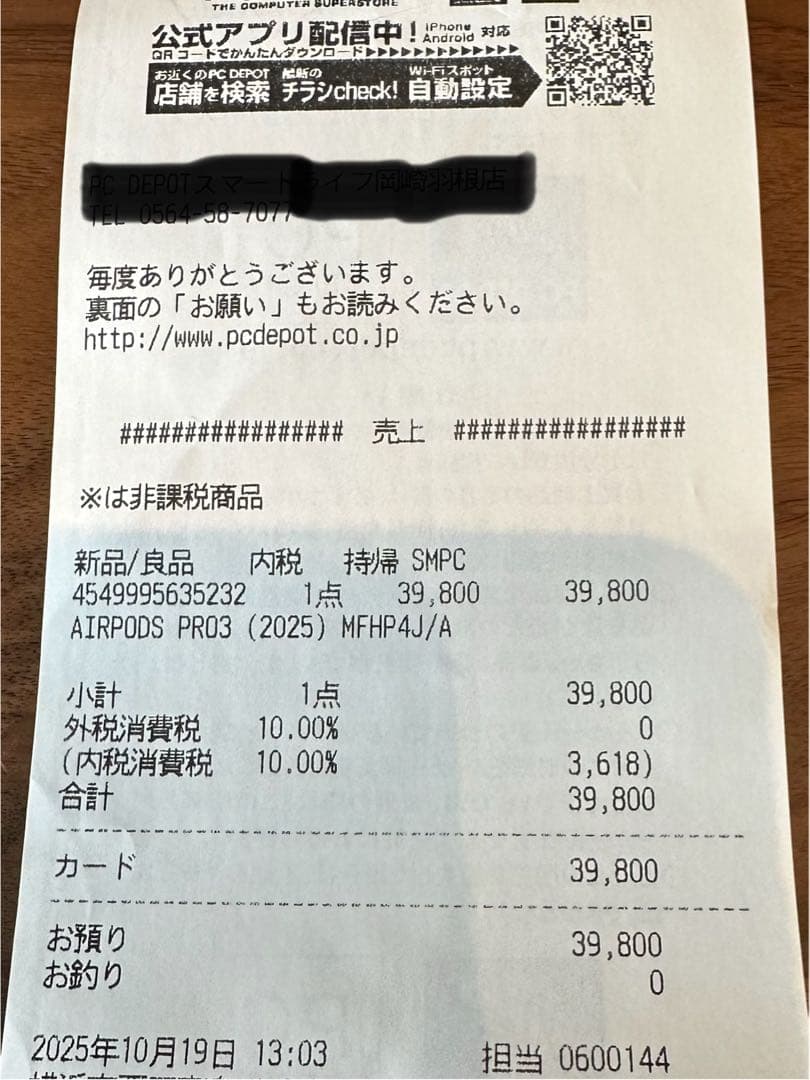 THE COMPUTER SUPERSTORE
公式アプリ配信中! iPhone Android 対応
QRコードでかんたんダウンロード▶▶▶▶▶▶▶▶▶▶▶▶▶▶
お近くのPC DEPOT 最新の Wi-Fiスポット
店舗を検索 チラシcheck! 自動設定
毎度ありがとうございます。
裏面の「お願い」もお読みください。
http://www.pcdepot.co.jp
################# 売上 ##################
※は非課税商品
新品/良品 内税 持帰 SMPC
4549995635232 1点 39,800 39,800
AIRPODS PRO3 (2025) MFHP4J/A
小計 1点 39,800
外税消費税 10.00% 0
(内税消費税 10.00% 3,618)
合計 39,800
カード 39,800
お預り 39,800
お釣り 0
2025年10月19日 13:03 担当 0600144